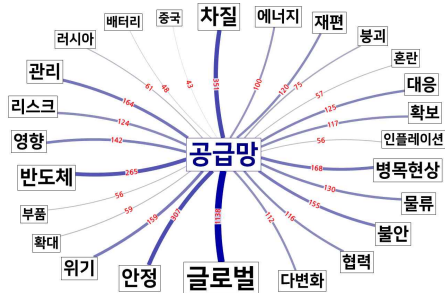 차질
에너지
중국
배터리
재편
러시아
붕괴
혼란
관리
대응
리스크
확보
영향
인플레이션
공급망
반도체
병목현상
부품
물류
확대
불안
위기
협력
안정
글로벌
다변화
351
100
43
48
120
75
61
57
164
125
124
117
142
56
265
168
56
130
59
155
159
116
307
1138
112